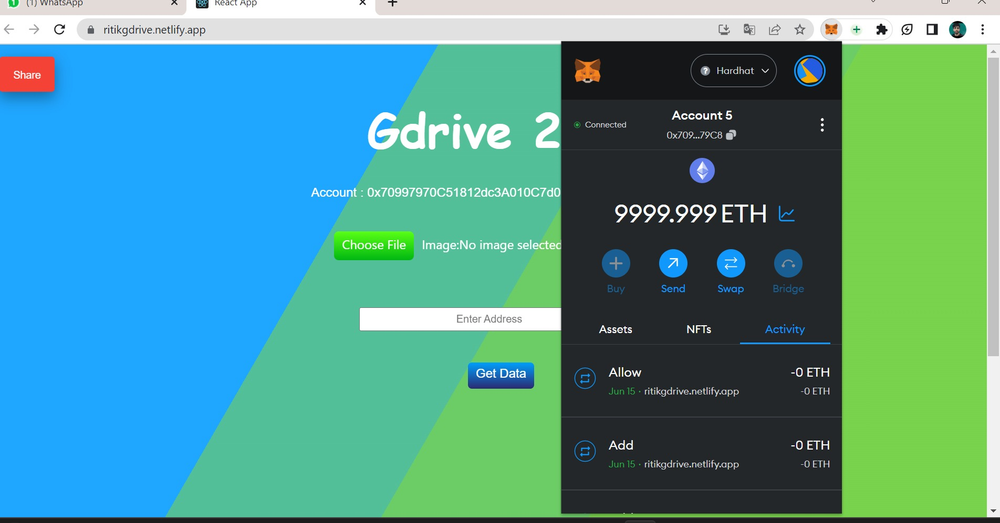 (1) WhatsApp
React App
ritikgdrive.netlify.app
Share
Gdrive 2
Account : 0x70997970C51812dc3A010C7d0
Choose File
Image:No image selected
Enter Address
Get Data
Hardhat
Connected
Account 5
0x709...79C8
9999.999 ETH
Buy
Send
Swap
Bridge
Assets
NFTs
Activity
Allow
-0 ETH
Jun 15 · ritikgdrive.netlify.app
-0 ETH
Add
-0 ETH
Jun 15 · ritikgdrive.netlify.app
-0 ETH